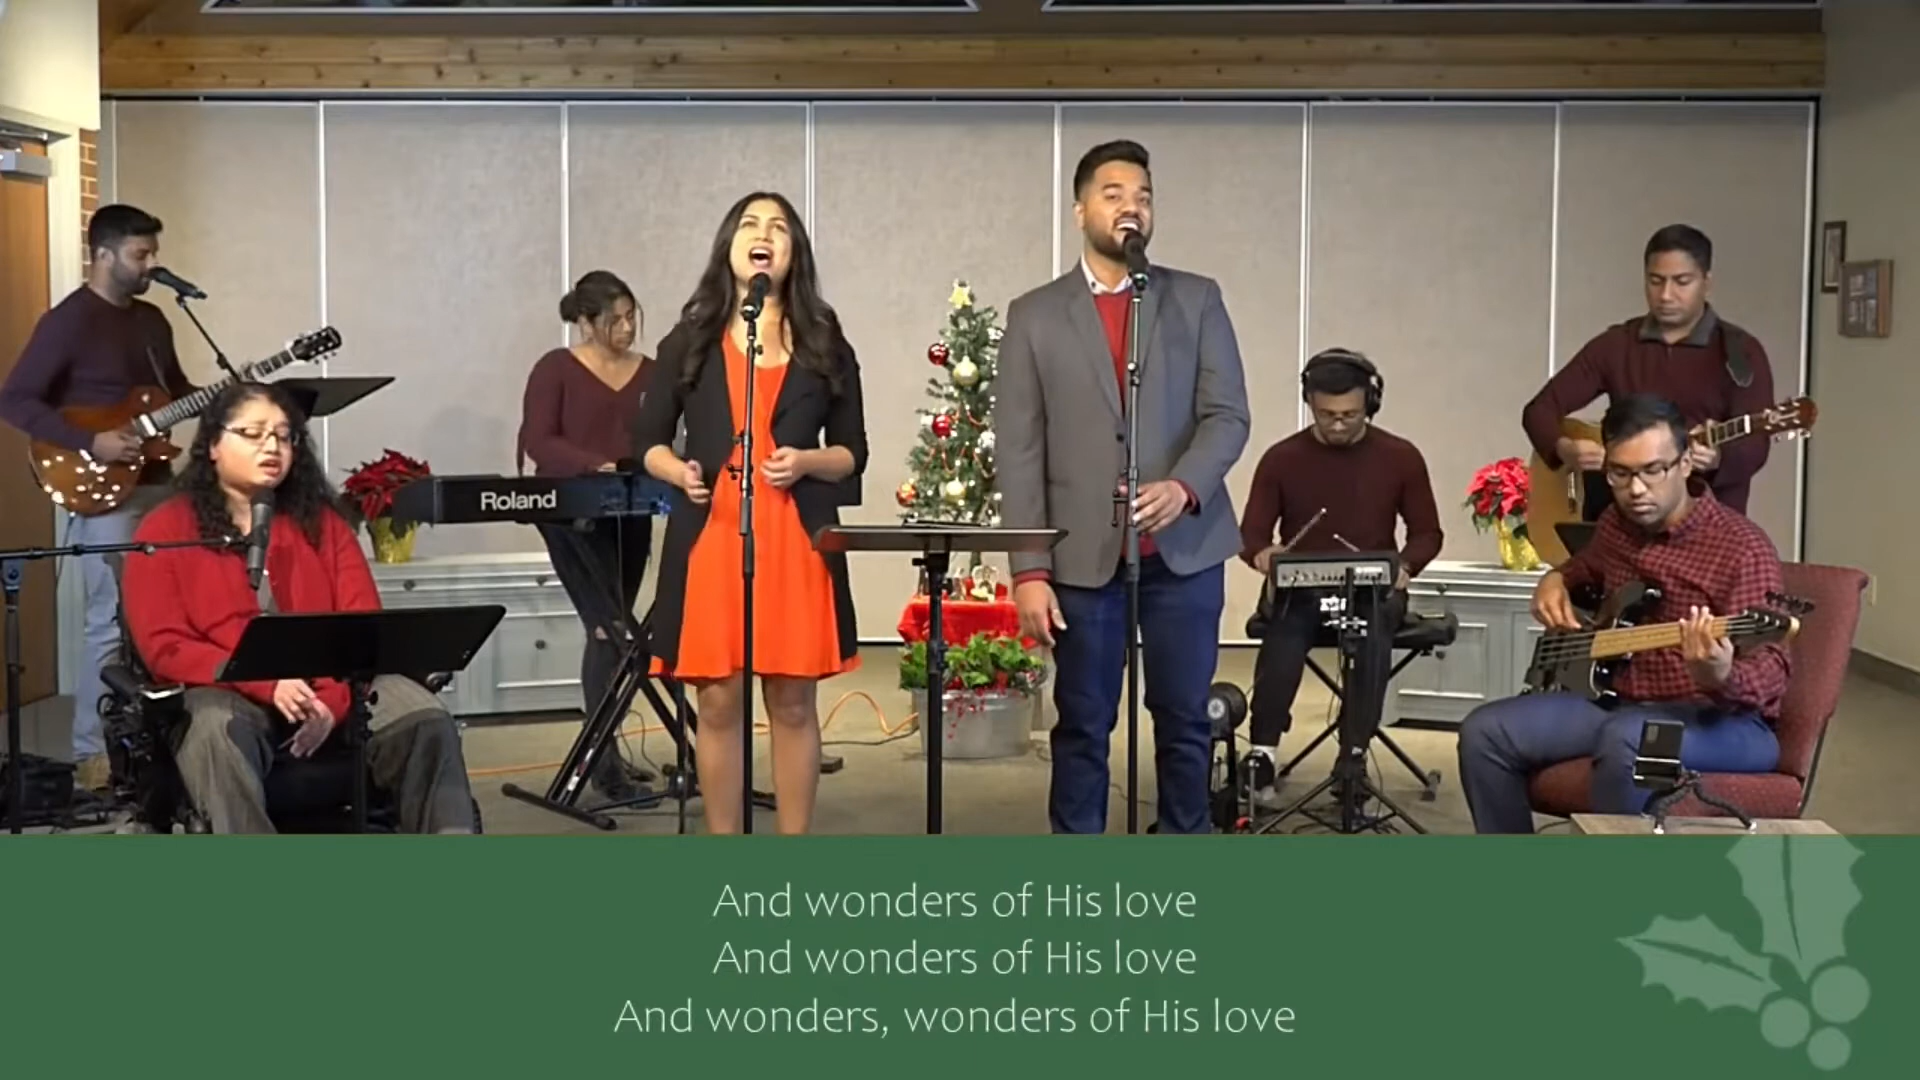 Roland
And wonders of His love
And wonders of His love
And wonders, wonders of His love